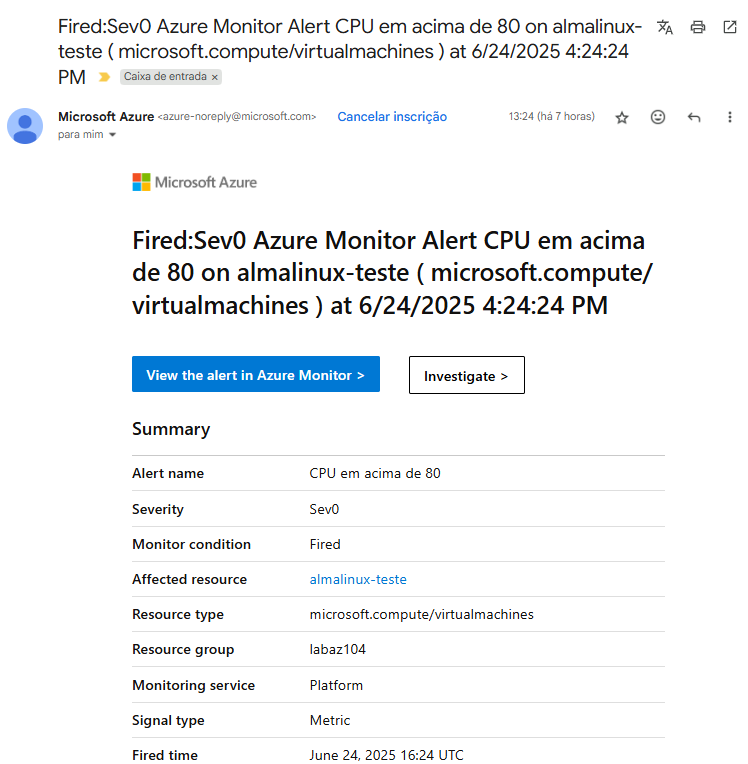 Fired:Sev0 Azure Monitor Alert CPU em acima de 80 on almalinux-
teste ( microsoft.compute/virtualmachines ) at 6/24/2025 4:24:24
PM Caixa de entrada ×
Microsoft Azure <azure-noreply@microsoft.com> Cancelar inscrição 13:24 (há 7 horas)
para mim
Microsoft Azure
Fired:Sev0 Azure Monitor Alert CPU em acima
de 80 on almalinux-teste ( microsoft.compute/
virtualmachines ) at 6/24/2025 4:24:24 PM
View the alert in Azure Monitor > Investigate >
Summary
Alert name CPU em acima de 80
Severity Sev0
Monitor condition Fired
Affected resource almalinux-teste
Resource type microsoft.compute/virtualmachines
Resource group labaz104
Monitoring service Platform
Signal type Metric
Fired time June 24, 2025 16:24 UTC